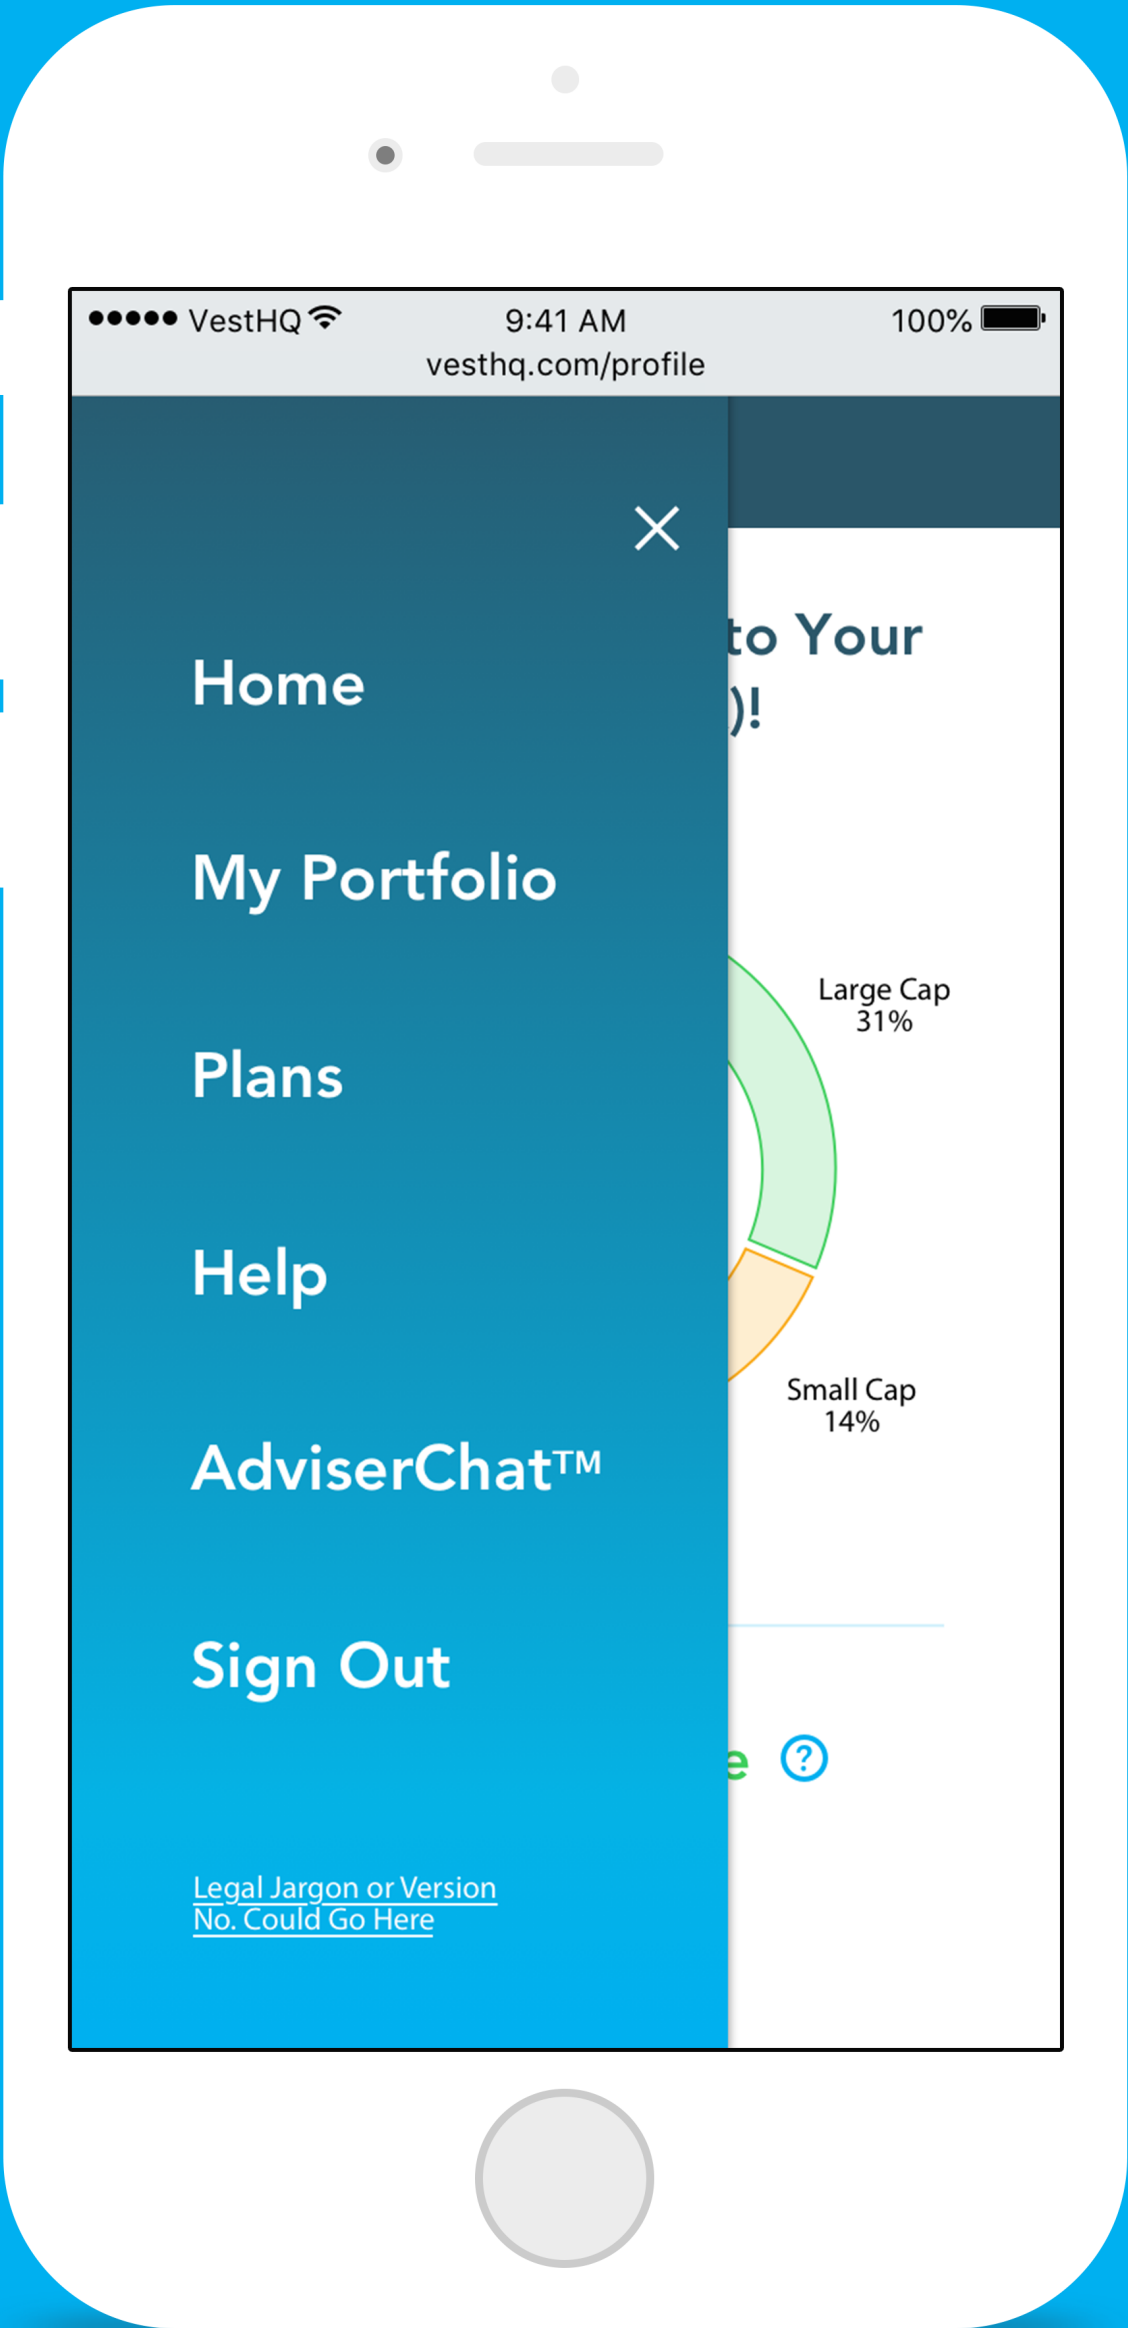 VestHQ 9:41 AM 100%
vesthq.com/profile
Home
My Portfolio
Plans
Help
AdviserChat™
Sign Out
Legal Jargon or Version
No. Could Go Here
to Your
)!
Large Cap
31%
Small Cap
14%
e ?